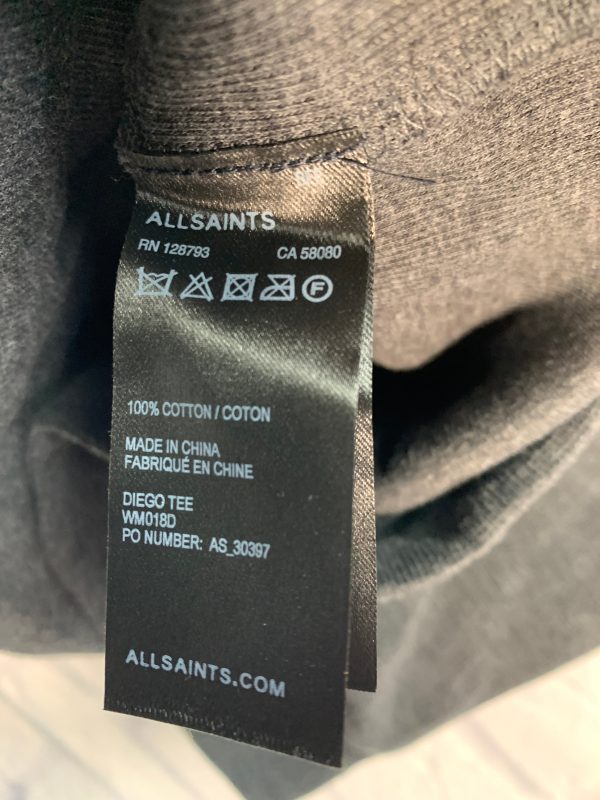 ALLSAINTS
RN 128793 CA 58080
F
100% COTTON / COTON
MADE IN CHINA
FABRIQUÉ EN CHINE
DIEGO TEE
WM018D
PO NUMBER: AS_30397
ALLSAINTS.COM